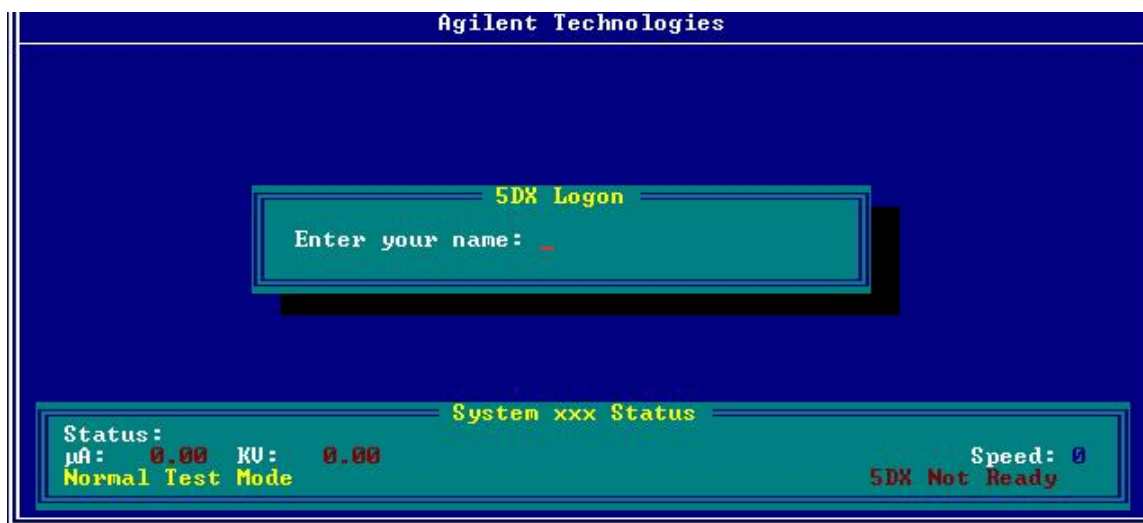 Agilent Technologies
5DX Logon
Enter your name: _
System xxx Status
Status:
µA: 0.00 KV: 0.00 Speed: 0
Normal Test Mode 5DX Not Ready